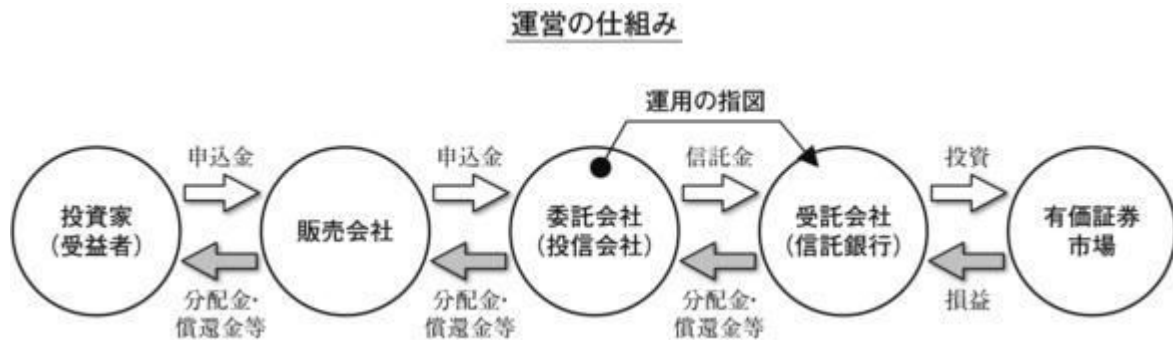 運営の仕組み
運用の指図
申込金
申込金
信託金
投資
投資家
(受益者)
販売会社
委託会社
(投信会社)
受託会社
(信託銀行)
有価証券
市場
分配金・
償還金等
分配金・
償還金等
分配金・
償還金等
損益